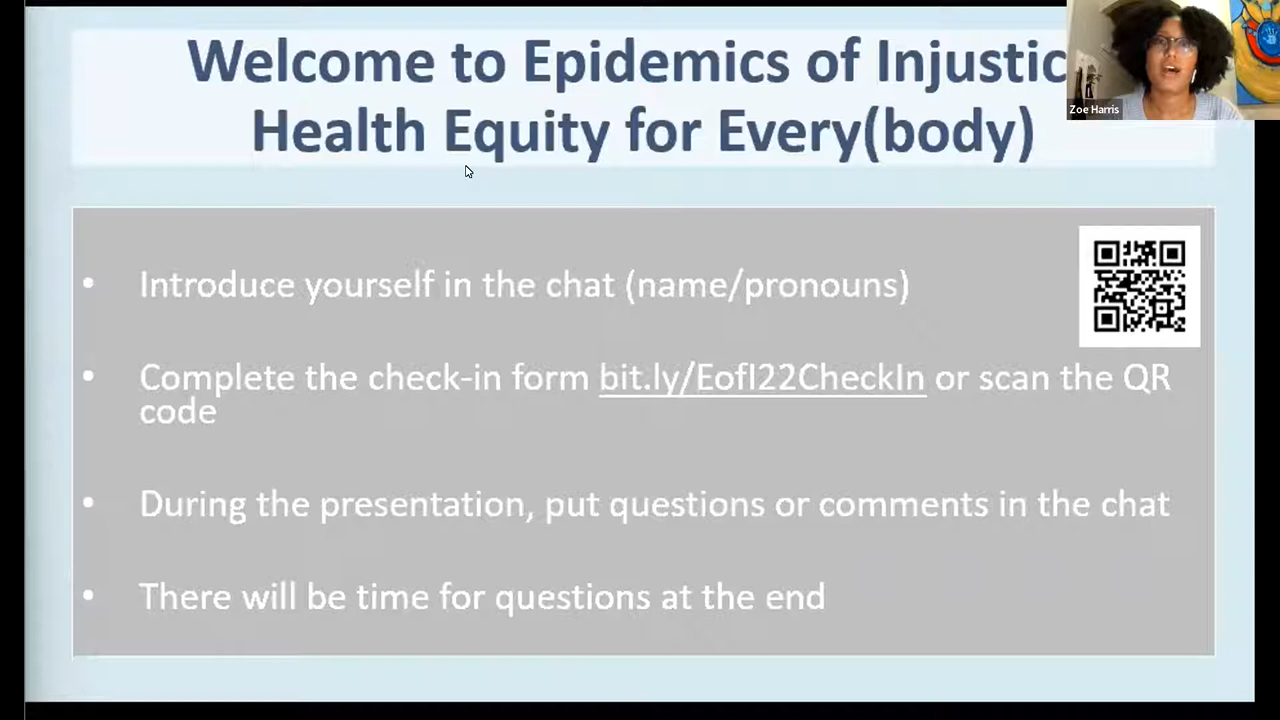 Welcome to Epidemics of Injustic
Health Equity for Every(body)
Zoe Harris
• Introduce yourself in the chat (name/pronouns)
• Complete the check-in form bit.ly/EofI22CheckIn or scan the QR
code
• During the presentation, put questions or comments in the chat
• There will be time for questions at the end